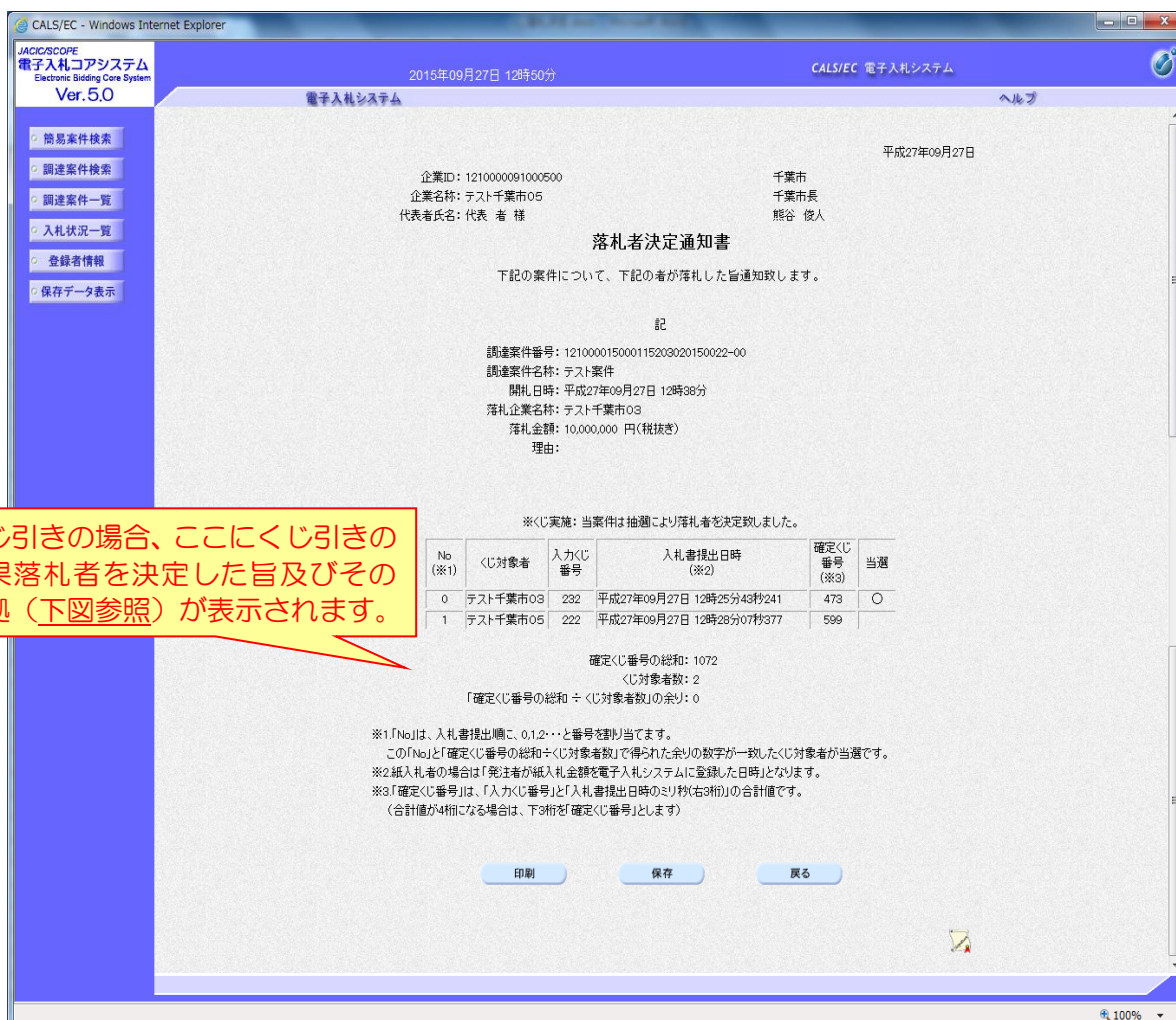 CALS/EC - Windows Internet Explorer
JACIC/SCOPE
電子入札コアシステム
Electronic Bidding Core System
Ver.5.0
2015年09月27日 12時50分
CALS/EC 電子入札システム
電子入札システム
ヘルプ
簡易案件検索
調達案件検索
調達案件一覧
入札状況一覧
登録者情報
保存データ表示
平成27年09月27日
企業ID: 1210000091000500
千葉市
企業名称: テスト千葉市05
千葉市長
代表者氏名: 代表 者 様
熊谷 俊人
落札者決定通知書
下記の案件について、下記の者が落札した旨通知致します。
記
調達案件番号: 121000015000115203020150022-00
調達案件名称: テスト案件
開札日時: 平成27年09月27日 12時38分
落札企業名称: テスト千葉市03
落札金額: 10,000,000 円(税抜き)
理由:
※くじ実施: 当案件は抽選により落札者を決定致しました。
じ引きの場合、ここにくじ引きの
果落札者を決定した旨及びその
拠（下図参照）が表示されます。
No (※1) くじ対象者 入力くじ番号 入札書提出日時 (※2) 確定くじ番号 (※3) 当選
0 テスト千葉市03 232 平成27年09月27日 12時25分43秒241 473 ○
1 テスト千葉市05 222 平成27年09月27日 12時28分07秒377 599
確定くじ番号の総和: 1072
くじ対象者数: 2
「確定くじ番号の総和 ÷ くじ対象者数」の余り: 0
※1.「No」は、入札書提出順に、0,1,2・・・と番号を割り当てます。
この「No」と「確定くじ番号の総和÷くじ対象者数」で得られた余りの数字が一致したくじ対象者が当選です。
※2.紙入札者の場合は「発注者が紙入札金額を電子入札システムに登録した日時」となります。
※3.「確定くじ番号」は、「入力くじ番号」と「入札書提出日時のミリ秒(右3桁)」の合計値です。
（合計値が4桁になる場合は、下3桁を「確定くじ番号」とします）
印刷
保存
戻る
100%